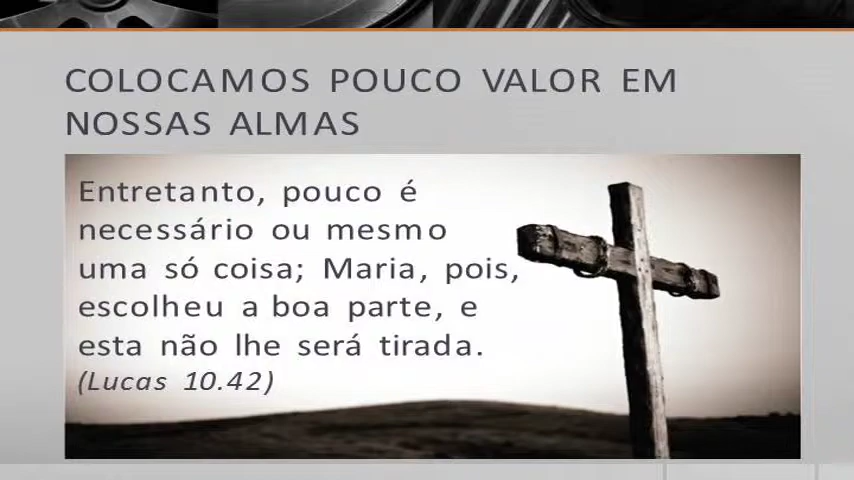 COLOCAMOS POUCO VALOR EM
NOSSAS ALMAS
Entretanto, pouco é
necessário ou mesmo
uma só coisa; Maria, pois,
escolheu a boa parte, e
esta não lhe será tirada.
(Lucas 10.42)